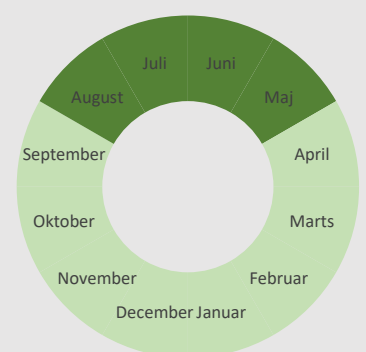 Juli
Juni
August
Maj
September
April
Oktober
Marts
November
Februar
December
Januar